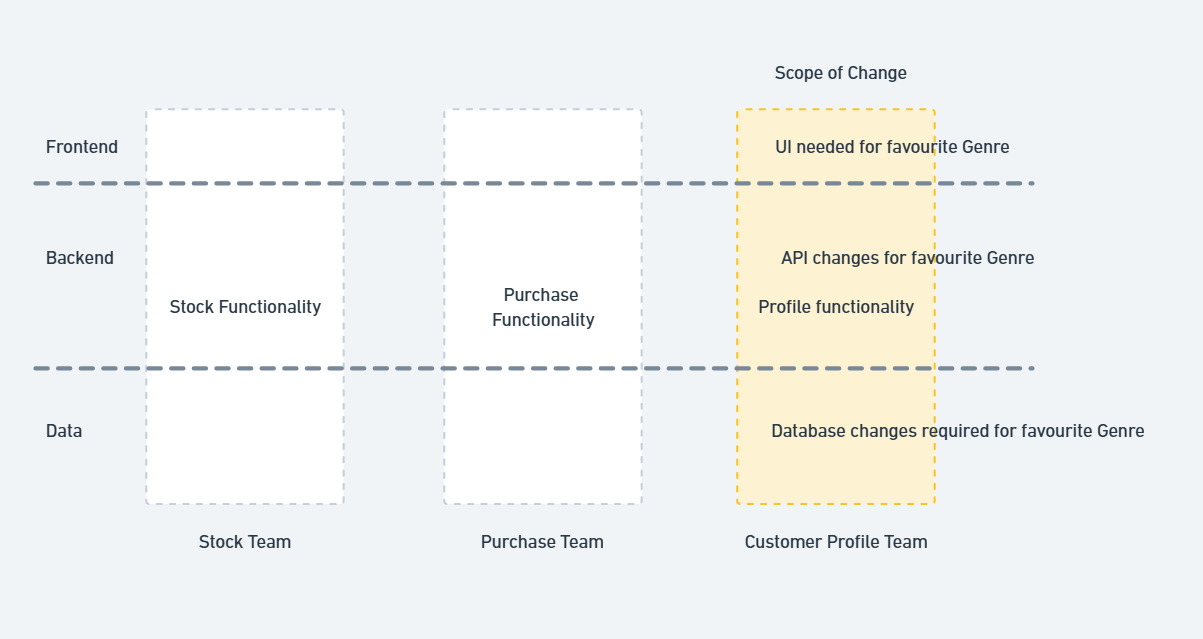 Scope of Change
Frontend
UI needed for favourite Genre
Backend
API changes for favourite Genre
Stock Functionality
Purchase
Functionality
Profile functionality
Data
Database changes required for favourite Genre
Stock Team
Purchase Team
Customer Profile Team